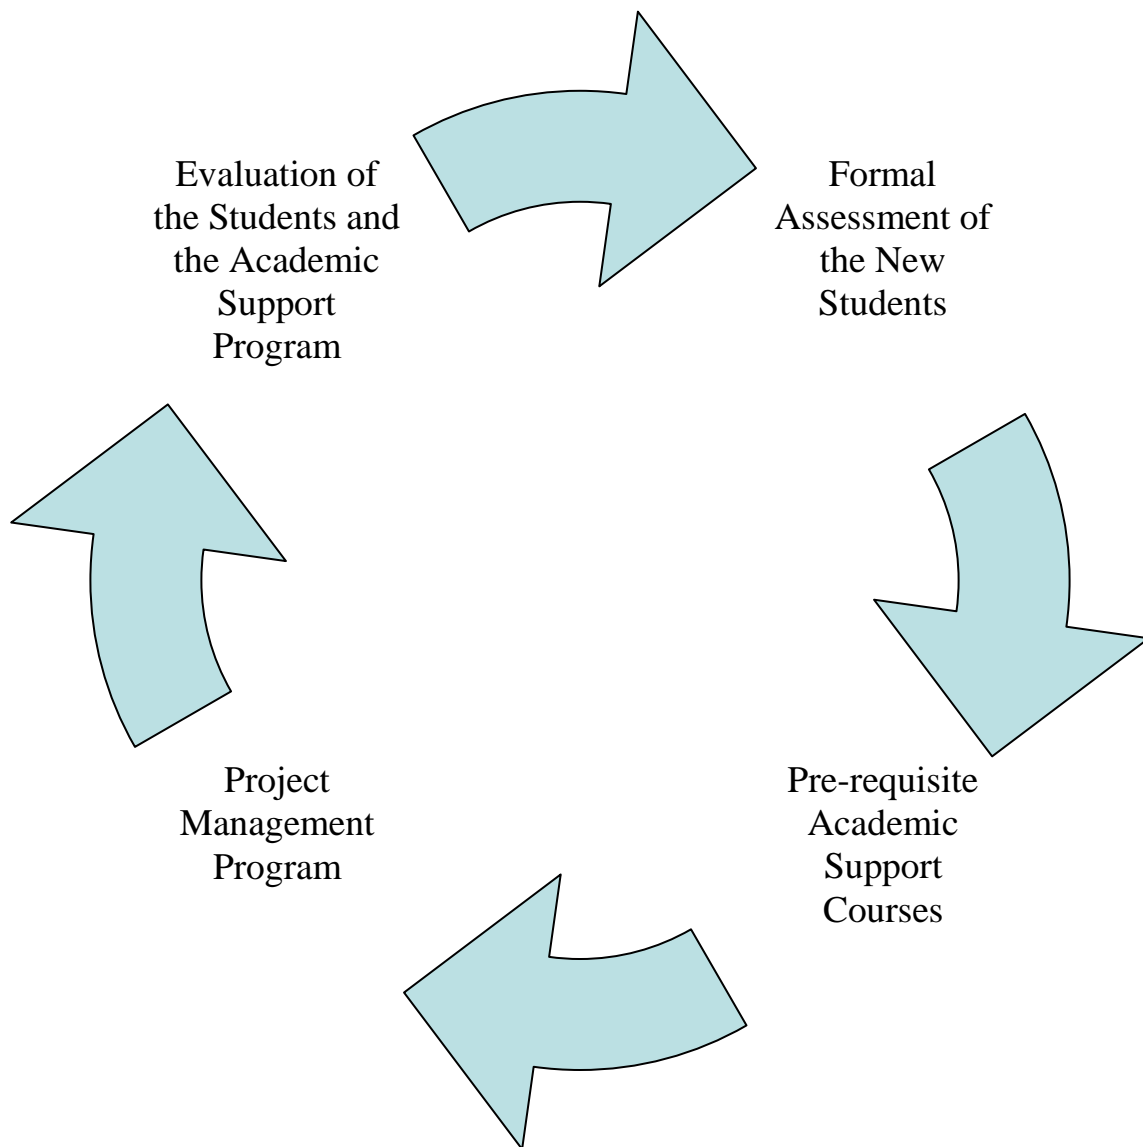 Evaluation of
the Students and
the Academic
Support
Program
Formal
Assessment of
the New
Students
Project
Management
Program
Pre-requisite
Academic
Support
Courses